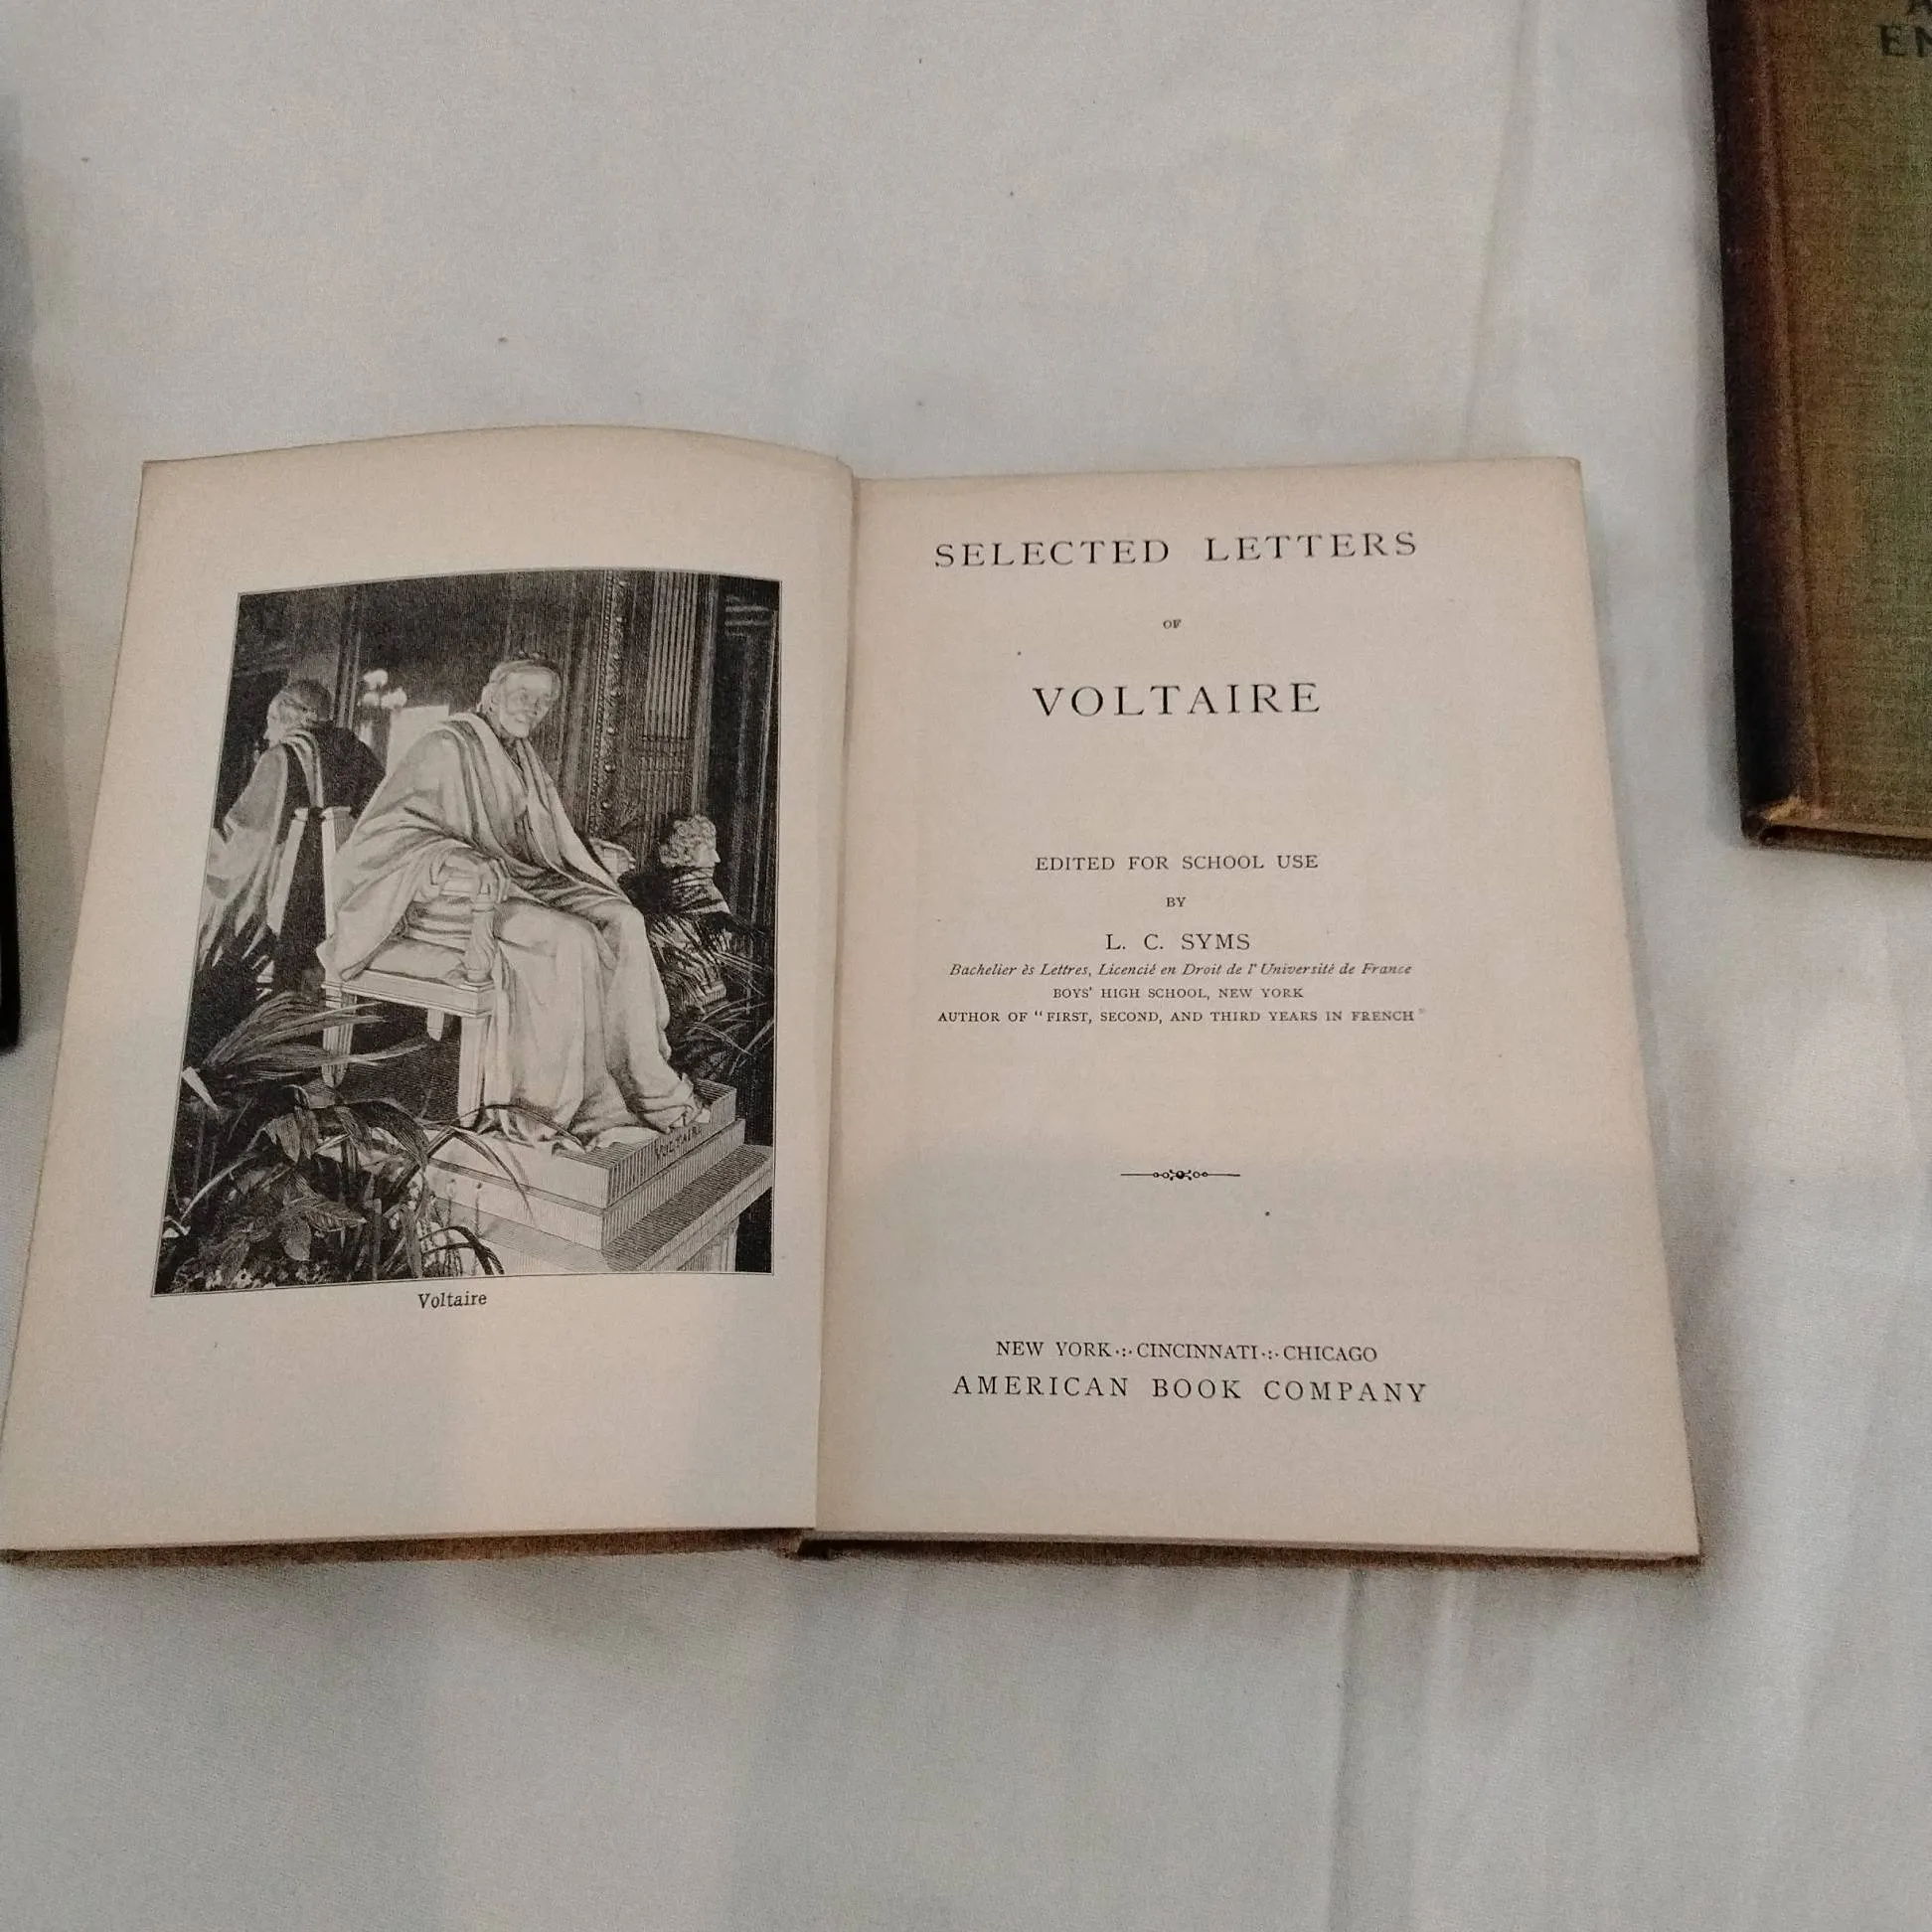 VOLTAIRE
Voltaire
SELECTED LETTERS
OF
VOLTAIRE
EDITED FOR SCHOOL USE
BY
L. C. SYMS
Bachelier ès Lettres, Licencié en Droit de l'Université de France
BOYS' HIGH SCHOOL, NEW YORK
AUTHOR OF "FIRST, SECOND, AND THIRD YEARS IN FRENCH"
NEW YORK ·:· CINCINNATI ·:· CHICAGO
AMERICAN BOOK COMPANY